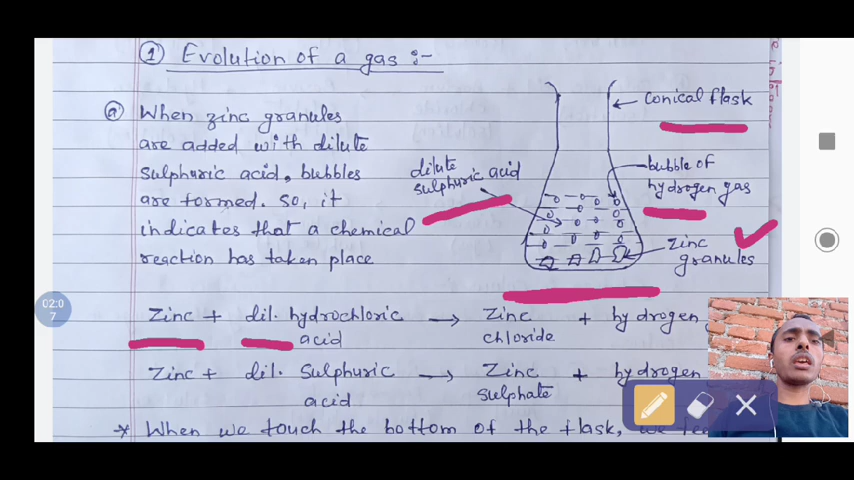 ① Evolution of a gas :-
ⓐ When zinc granules
are added with dilute
sulphuric acid, bubbles
are formed. So, it
indicates that a chemical
reaction has taken place
conical flask
dilute
sulphuric acid
bubble of
hydrogen gas
zinc
granules
Zinc + dil. hydrochloric acid → Zinc chloride + hydrogen
Zinc + dil. Sulphuric acid → Zinc sulphate + hydrogen
* When we touch the bottom of the flask, we
02:0
7